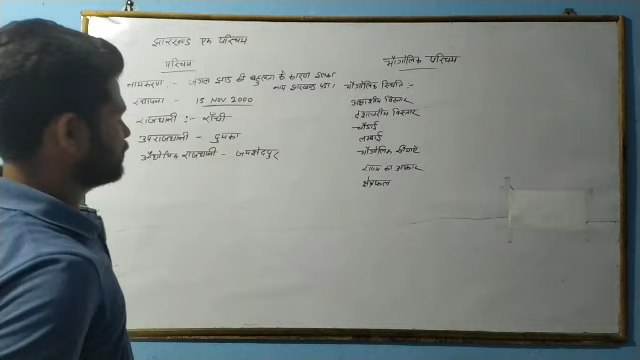 झारखण्ड एक परिचय
परिचय
नामकरण :- जंगल झाड़ की बहुलता के कारण इसका
नाम झारखण्ड पड़ा।
स्थापना :- 15 NOV 2000
राजधानी :- राँची
उपराजधानी - दुमका
औद्योगिक राजधानी - जमशेदपुर
भौगोलिक परिचय
भौगोलिक स्थिति :-
अक्षांशीय विस्तार
देशान्तरीय विस्तार
चौड़ाई
लम्बाई
भौगोलिक सीमाएँ
राज्य का आकार
क्षेत्रफल